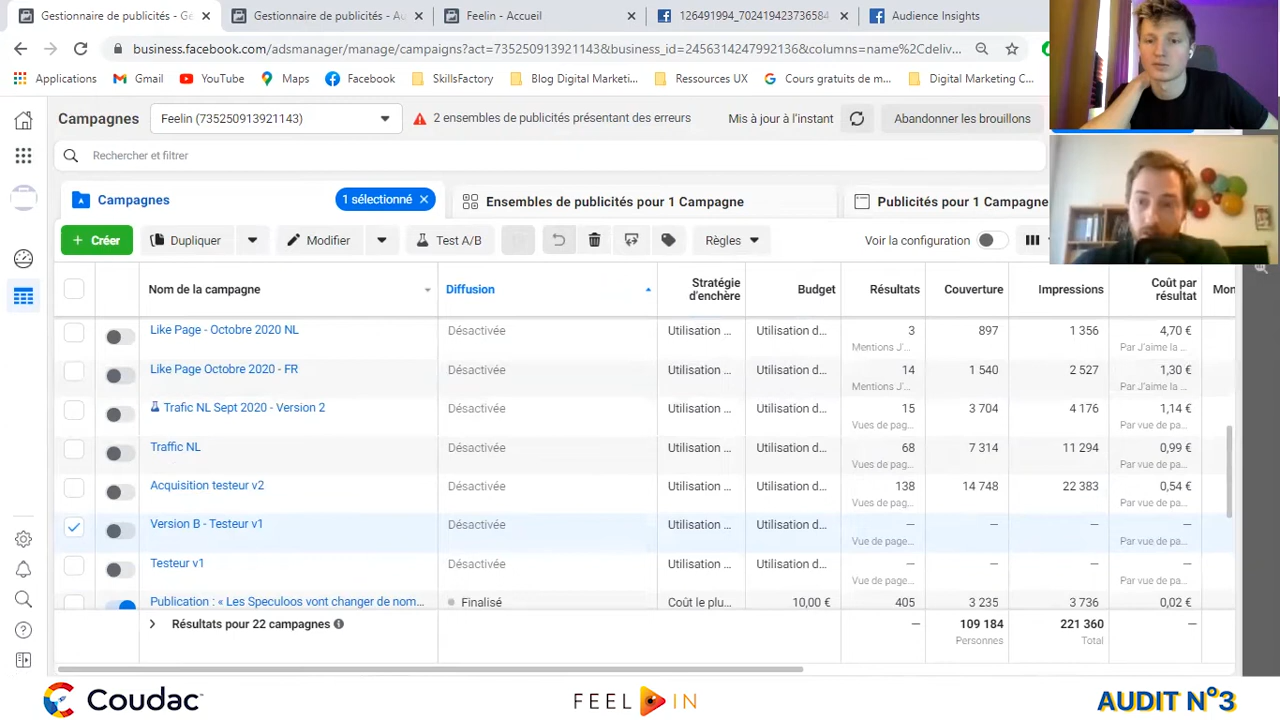 Gestionnaire de publicités - Ge
Gestionnaire de publicités - Au
Feelin - Accueil
126491994_702419423736584
Audience Insights
business.facebook.com/adsmanager/manage/campaigns?act=735250913921143&business_id=2456314247992136&columns=name%2Cdeliv...
Applications
Gmail
YouTube
Maps
Facebook
SkillsFactory
Blog Digital Marketi...
Ressources UX
Cours gratuits de m...
Digital Marketing C...
Campagnes
Feelin (735250913921143)
2 ensembles de publicités présentant des erreurs
Mis à jour à l'instant
Abandonner les brouillons
Rechercher et filtrer
Campagnes
1 sélectionné
Ensembles de publicités pour 1 Campagne
Publicités pour 1 Campagne
+ Créer
Dupliquer
Modifier
Test A/B
Règles
Voir la configuration
Nom de la campagne
Diffusion
Stratégie d'enchère
Budget
Résultats
Couverture
Impressions
Coût par résultat
Mon
Like Page - Octobre 2020 NL
Désactivée
Utilisation ...
Utilisation d...
3
897
1 356
4,70 €
Mentions J'...
Par J'aime la ...
Like Page Octobre 2020 - FR
Désactivée
Utilisation ...
Utilisation d...
14
1 540
2 527
1,30 €
Mentions J'...
Par J'aime la ...
Trafic NL Sept 2020 - Version 2
Désactivée
Utilisation ...
Utilisation d...
15
3 704
4 176
1,14 €
Vues de pag...
Par vue de pa...
Traffic NL
Désactivée
Utilisation ...
Utilisation d...
68
7 314
11 294
0,99 €
Vues de pag...
Par vue de pa...
Acquisition testeur v2
Désactivée
Utilisation ...
Utilisation d...
138
14 748
22 383
0,54 €
Vues de pag...
Par vue de pa...
Version B - Testeur v1
Désactivée
Utilisation ...
Utilisation d...
—
—
—
—
Vue de page...
Par vue de pa...
Testeur v1
Désactivée
Utilisation ...
Utilisation d...
—
—
—
—
Vue de page...
Par vue de pa...
Publication : « Les Speculoos vont changer de nom...
Finalisé
Coût le plu...
10,00 €
405
3 235
3 736
0,02 €
Résultats pour 22 campagnes
—
109 184
221 360
—
Personnes
Total
Coudac
FEEL IN
AUDIT N°3